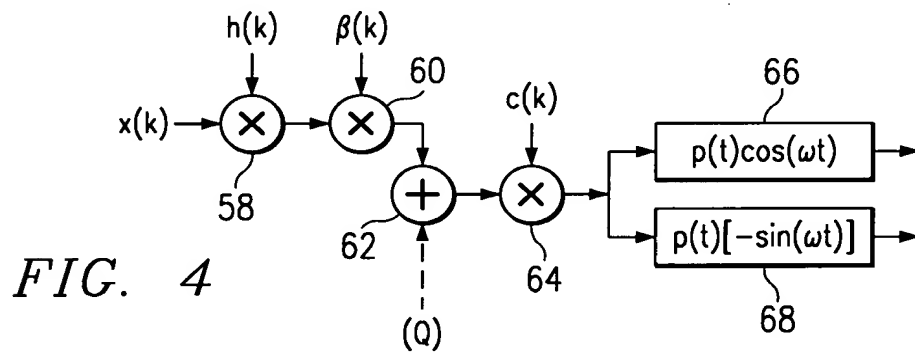 h(k)
β(k)
60
66
x(k)
c(k)
p(t)cos(ωt)
58
62
64
p(t)[-sin(ωt)]
68
(Q)
FIG. 4